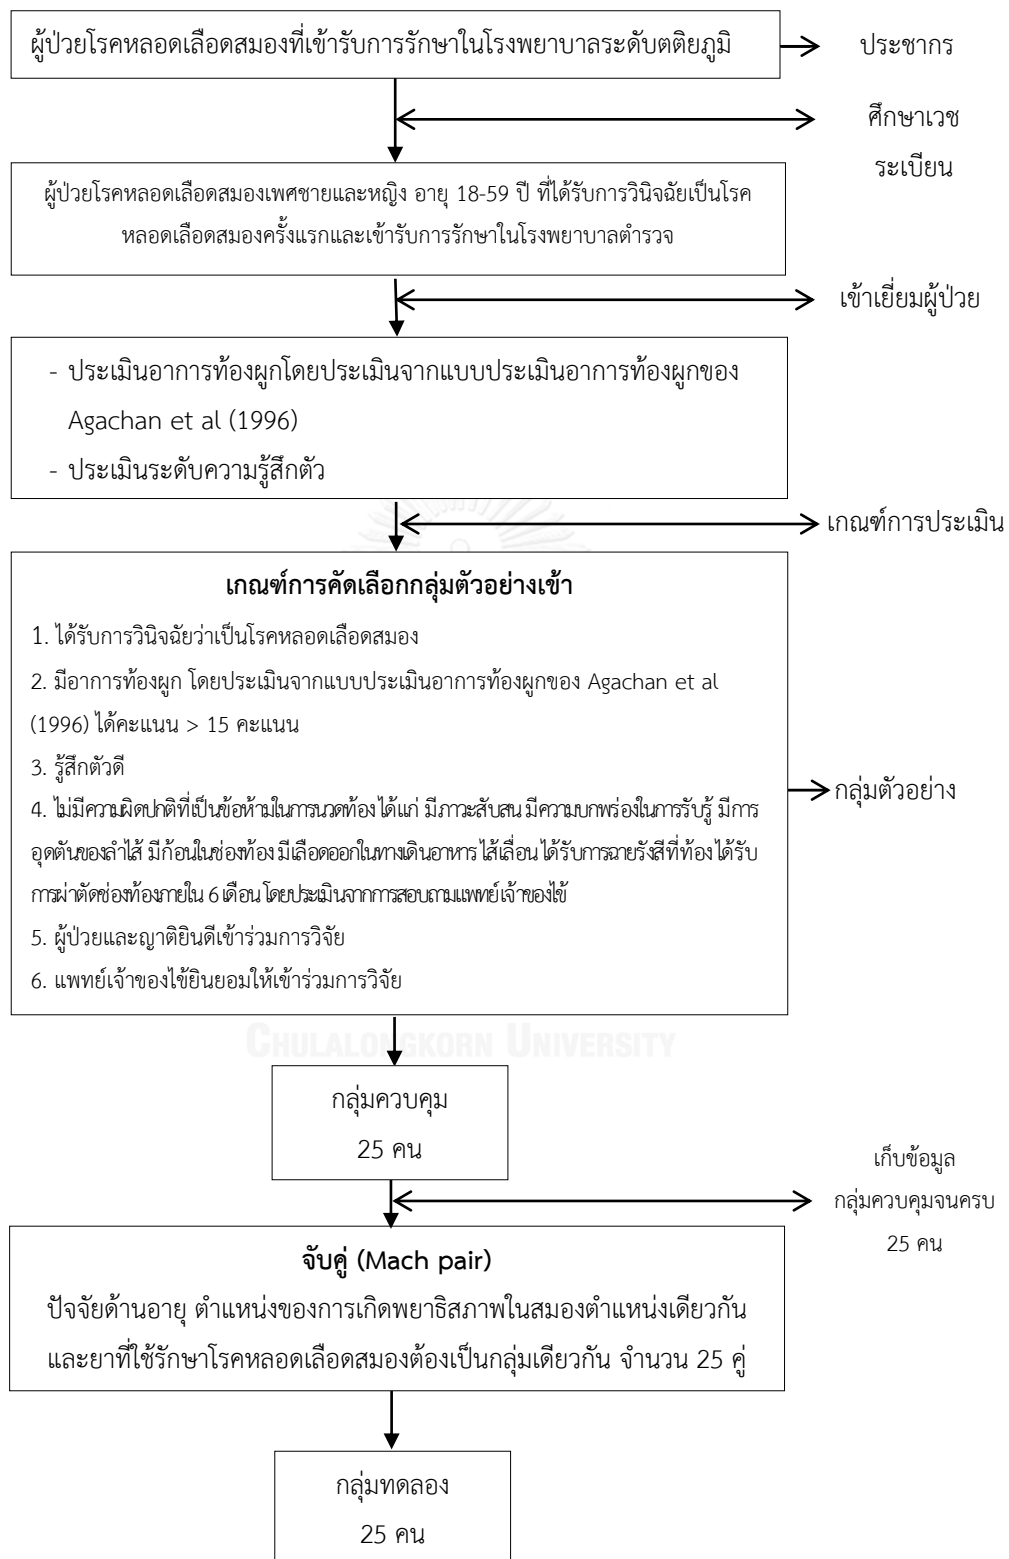 ผู้ป่วยโรคหลอดเลือดสมองที่เข้ารับการรักษาในโรงพยาบาลระดับตติยภูมิ
ประชากร
ศึกษาเวช
ระเบียน
ผู้ป่วยโรคหลอดเลือดสมองเพศชายและหญิง อายุ 18-59 ปี ที่ได้รับการวินิจฉัยเป็นโรค
หลอดเลือดสมองครั้งแรกและเข้ารับการรักษาในโรงพยาบาลตำรวจ
เข้าเยี่ยมผู้ป่วย
- ประเมินอาการท้องผูกโดยประเมินจากแบบประเมินอาการท้องผูกของ
Agachan et al (1996)
- ประเมินระดับความรู้สึกตัว
เกณฑ์การประเมิน
เกณฑ์การคัดเลือกกลุ่มตัวอย่างเข้า
1. ได้รับการวินิจฉัยว่าเป็นโรคหลอดเลือดสมอง
2. มีอาการท้องผูก โดยประเมินจากแบบประเมินอาการท้องผูกของ Agachan et al
(1996) ได้คะแนน > 15 คะแนน
3. รู้สึกตัวดี
4. ไม่มีความผิดปกติที่เป็นข้อห้ามในการนวดท้อง ได้แก่ มีภาวะสับสน มีความบกพร่องในการรับรู้ มีการ
อุดตันของลำไส้ มีก้อนในช่องท้อง มีเลือดออกในทางเดินอาหาร ไส้เลื่อน ได้รับการฉายรังสีที่ท้อง ได้รับ
การผ่าตัดช่องท้องภายใน 6 เดือน โดยประเมินจากการสอบถามแพทย์เจ้าของไข้
5. ผู้ป่วยและญาติยินดีเข้าร่วมการวิจัย
6. แพทย์เจ้าของไข้ยินยอมให้เข้าร่วมการวิจัย
กลุ่มตัวอย่าง
CHULALONGKORN UNIVERSITY
กลุ่มควบคุม
25 คน
เก็บข้อมูล
กลุ่มควบคุมจนครบ
25 คน
จับคู่ (Mach pair)
ปัจจัยด้านอายุ ตำแหน่งของการเกิดพยาธิสภาพในสมองตำแหน่งเดียวกัน
และยาที่ใช้รักษาโรคหลอดเลือดสมองต้องเป็นกลุ่มเดียวกัน จำนวน 25 คู่
กลุ่มทดลอง
25 คน